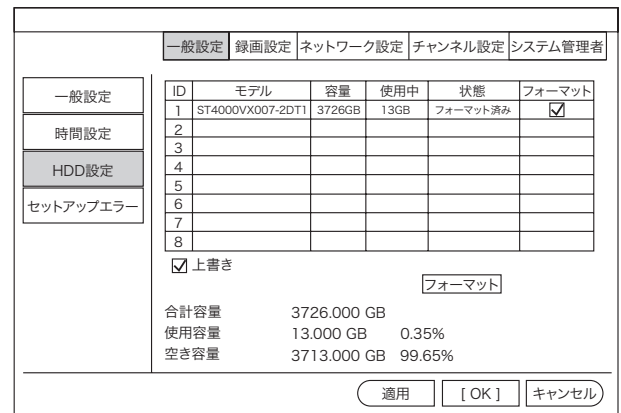 一般設定 録画設定 ネットワーク設定 チャンネル設定 システム管理者
一般設定
時間設定
HDD設定
セットアップエラー
ID モデル 容量 使用中 状態 フォーマット
1 ST4000VX007-2DT1 3726GB 13GB フォーマット済み
2
3
4
5
6
7
8
上書き
フォーマット
合計容量 3726.000 GB
使用容量 13.000 GB 0.35%
空き容量 3713.000 GB 99.65%
適用 [ OK ] キャンセル